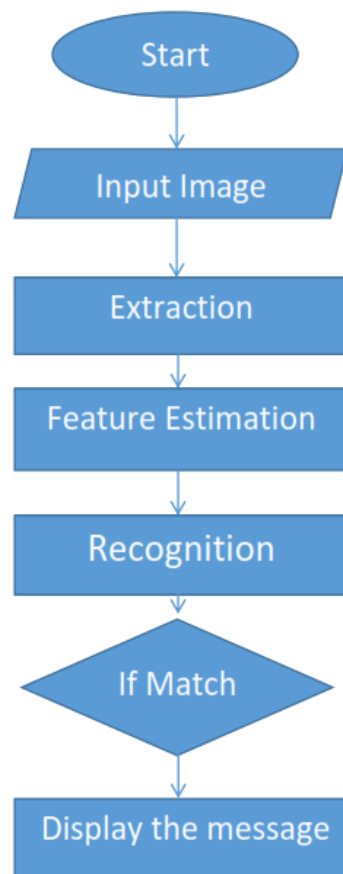 Start
Input Image
Extraction
Feature Estimation
Recognition
If Match
Display the message